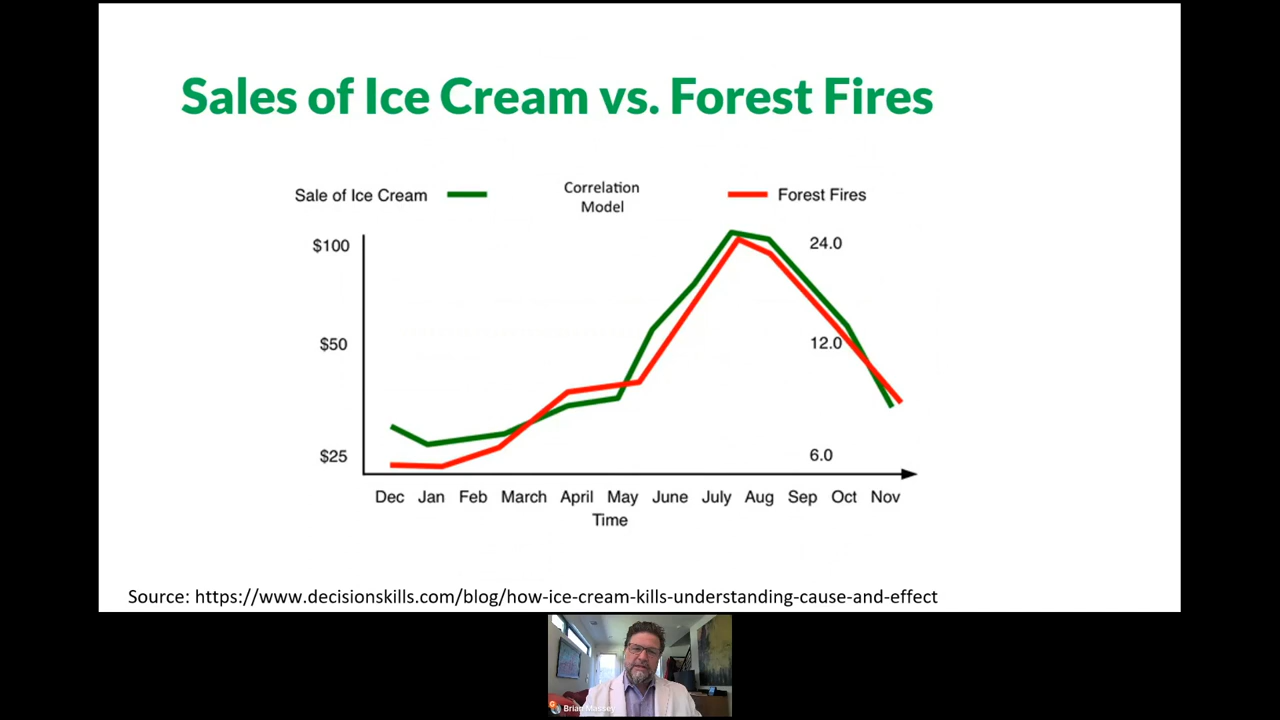 Sales of Ice Cream vs. Forest Fires
Sale of Ice Cream
Correlation
Model
Forest Fires
$100
24.0
$50
12.0
$25
6.0
Dec Jan Feb March April May June July Aug Sep Oct Nov
Time
Source: https://www.decisionskills.com/blog/how-ice-cream-kills-understanding-cause-and-effect
Brian Massey